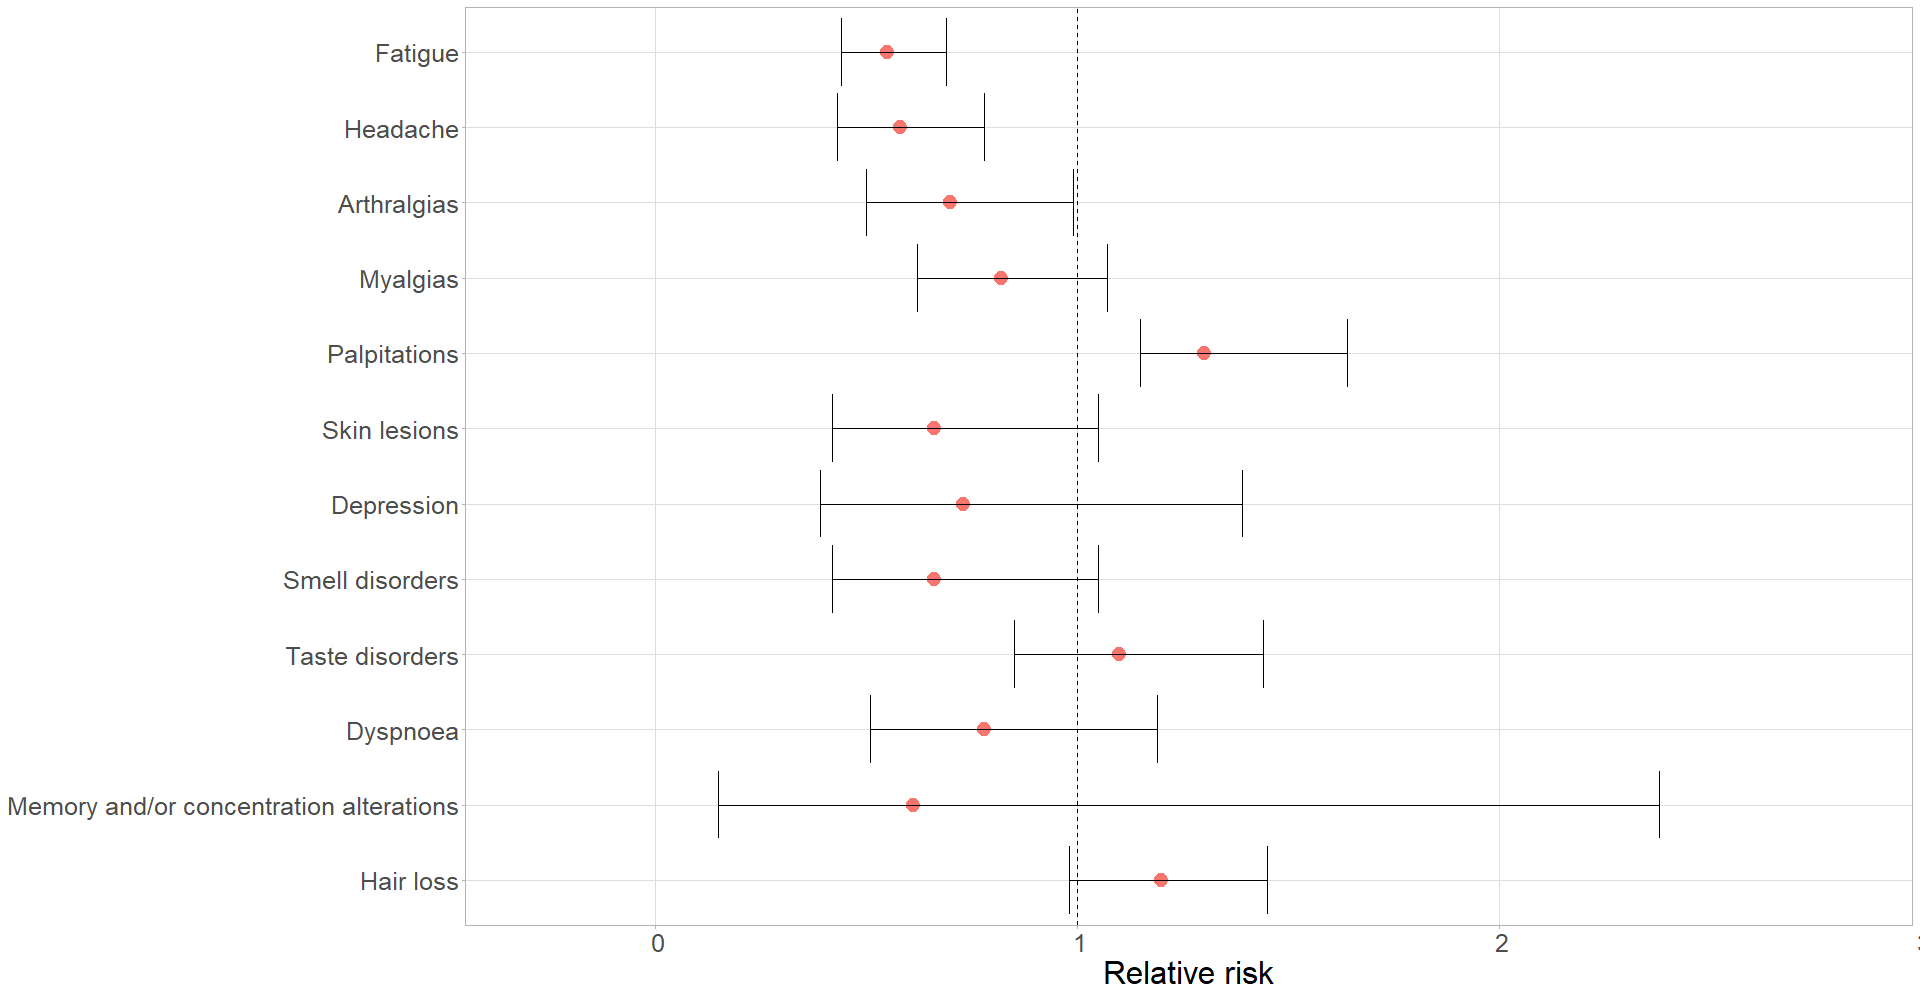 Fatigue
Headache
Arthralgias
Myalgias
Palpitations
Skin lesions
Depression
Smell disorders
Taste disorders
Dyspnoea
Memory and/or concentration alterations
Hair loss
0 1 2
Relative risk